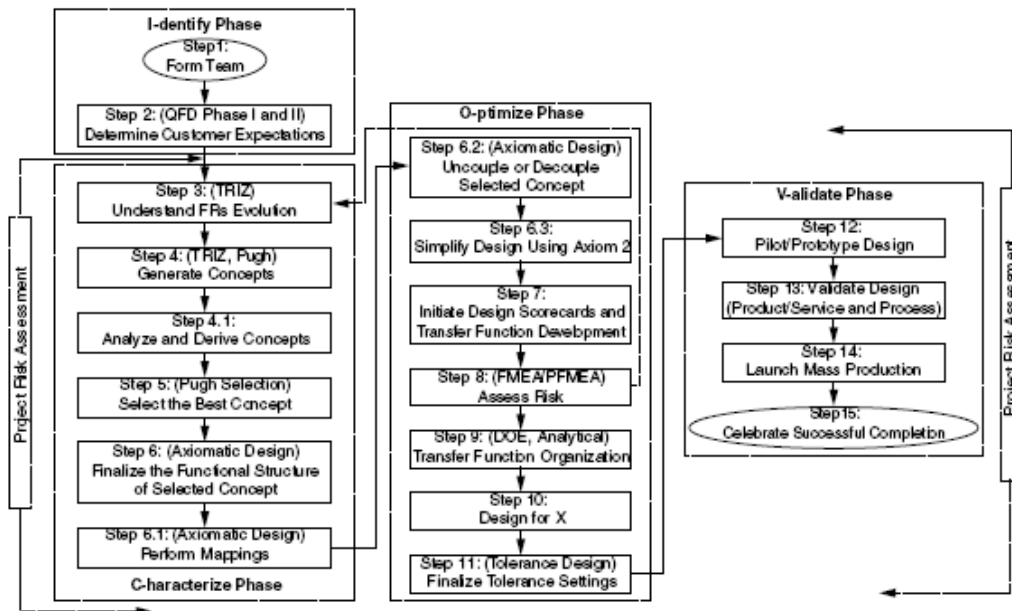 I-dentify Phase
Step1:
Form Team
Step 2: (QFD Phase I and II)
Determine Customer Expectations
Step 3: (TRIZ)
Understand FRs Evolution
Step 4: (TRIZ, Pugh)
Generate Concepts
Step 4.1:
Analyze and Derive Concepts
Step 5: (Pugh Selection)
Select the Best Concept
Step 6: (Axiomatic Design)
Finalize the Functional Structure
of Selected Concept
Step 6.1: (Axiomatic Design)
Perform Mappings
C-haracterize Phase
Project Risk Assessment
O-ptimize Phase
Step 6.2: (Axiomatic Design)
Uncouple or Decouple
Selected Concept
Step 6.3:
Simplify Design Using Axiom 2
Step 7:
Initiate Design Scorecards and
Transfer Function Development
Step 8: (FMEA/PFMEA)
Assess Risk
Step 9: (DOE, Analytical)
Transfer Function Organization
Step 10:
Design for X
Step 11: (Tolerance Design)
Finalize Tolerance Settings
V-alidate Phase
Step 12:
Pilot/Prototype Design
Step 13: Validate Design
(Product/Service and Process)
Step 14:
Launch Mass Production
Step15:
Celebrate Successful Completion
Project Risk Assessment